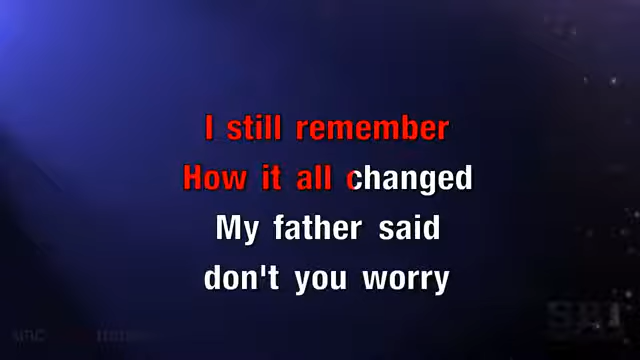 I still remember
How it all changed
My father said
don't you worry